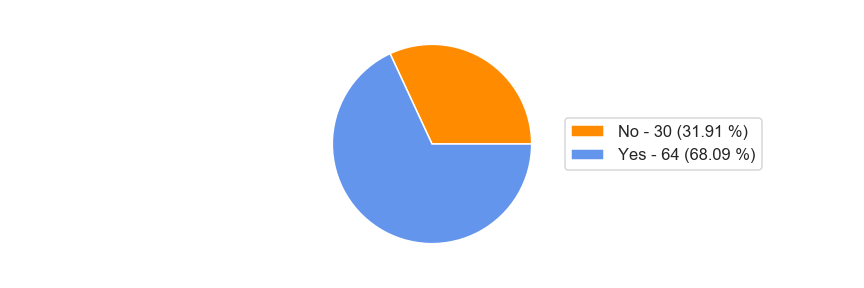 No - 30 (31.91 %)
Yes - 64 (68.09 %)